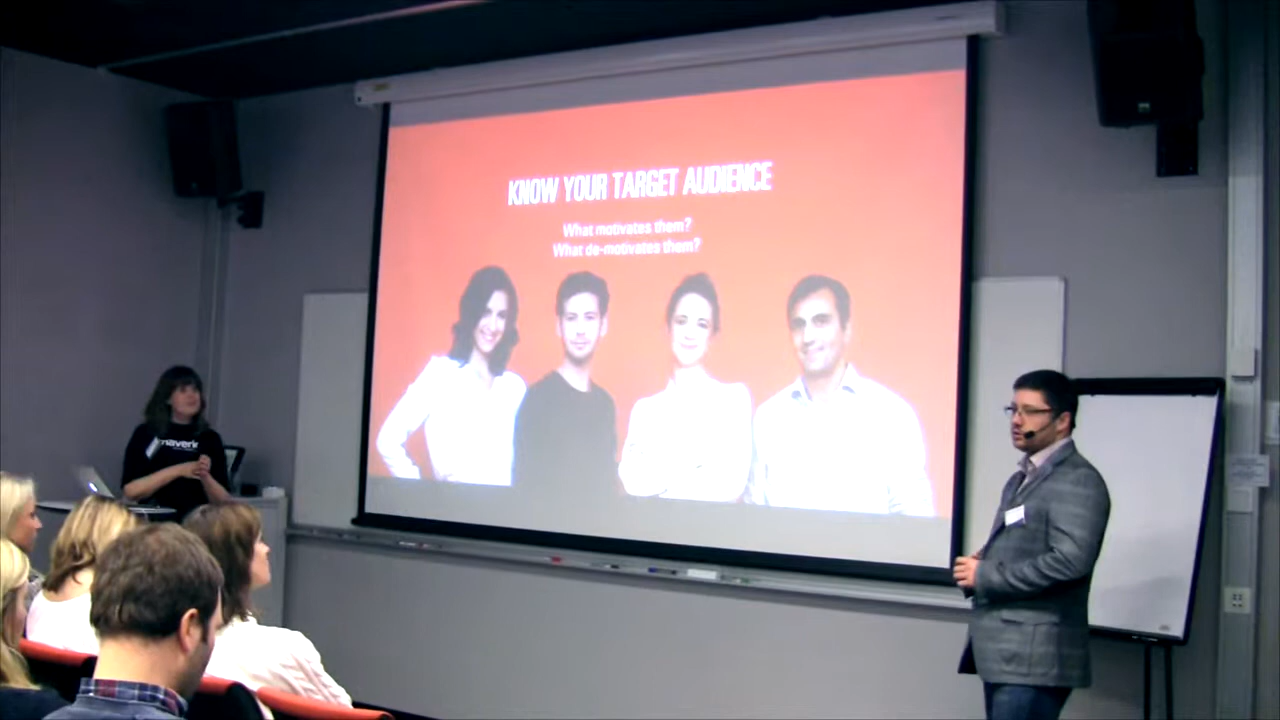 KNOW YOUR TARGET AUDIENCE
What motivates them?
What de-motivates them?